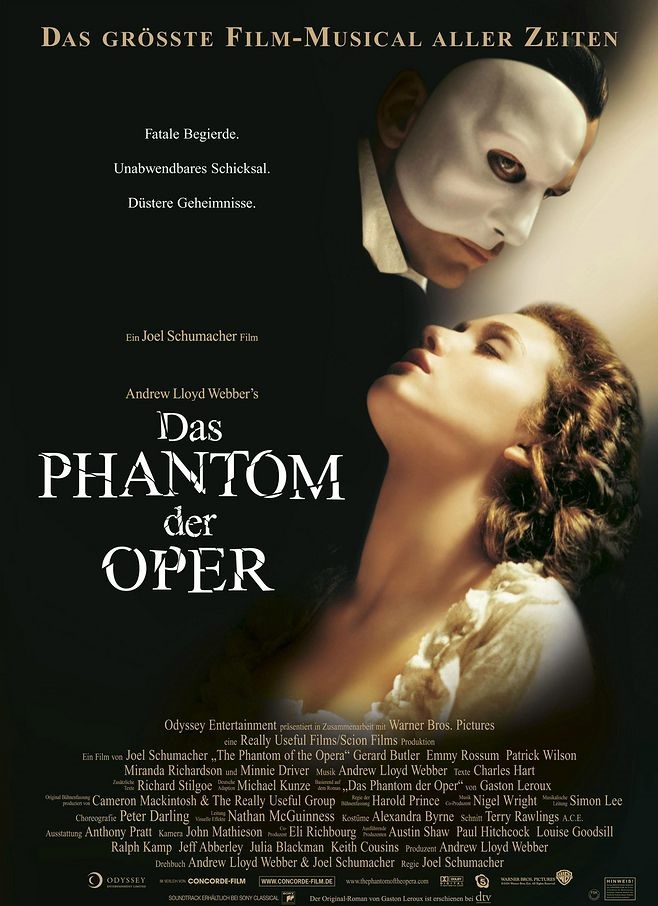 DAS GRÖSSTE FILM-MUSICAL ALLER ZEITEN
Fatale Begierde.
Unabwendbares Schicksal.
Düstere Geheimnisse.
Ein Joel Schumacher Film
Andrew Lloyd Webber's
Das
PHANTOM
der
OPER
Odyssey Entertainment präsentiert in Zusammenarbeit mit Warner Bros. Pictures
eine Really Useful Films/Scion Films Produktion
Ein Film von Joel Schumacher „The Phantom of the Opera“ Gerard Butler Emmy Rossum Patrick Wilson
Miranda Richardson und Minnie Driver Musik Andrew Lloyd Webber Texte Charles Hart
Zusätzliche Texte Richard Stilgoe Deutsche Adaption Michael Kunze Basierend auf dem Roman „Das Phantom der Oper“ von Gaston Leroux
Original Bühnenfassung produziert von Cameron Mackintosh & The Really Useful Group Regie der Bühnenfassung Harold Prince Musik Co-Produzent Nigel Wright Musikalische Leitung Simon Lee
Choreografie Peter Darling Leitung Visuelle Effekte Nathan McGuinness Kostüme Alexandra Byrne Schnitt Terry Rawlings A.C.E.
Ausstattung Anthony Pratt Kamera John Mathieson Co-Produzent Eli Richbourg Ausführende Produzenten Austin Shaw Paul Hitchcock Louise Goodsill
Ralph Kamp Jeff Abberley Julia Blackman Keith Cousins Produzent Andrew Lloyd Webber
Drehbuch Andrew Lloyd Webber & Joel Schumacher Regie Joel Schumacher
ODYSSEY ENTERTAINMENT LIMITED IM VERLEIH VON CONCORDE-FILM WWW.CONCORDE-FILM.DE www.thephantomoftheopera.com DOLBY DIGITAL WARNER BROS. PICTURES HINWEIS!
SOUNDTRACK ERHÄLTLICH BEI SONY CLASSICAL SONY Der Original-Roman von Gaston Leroux ist erschienen bei dtv